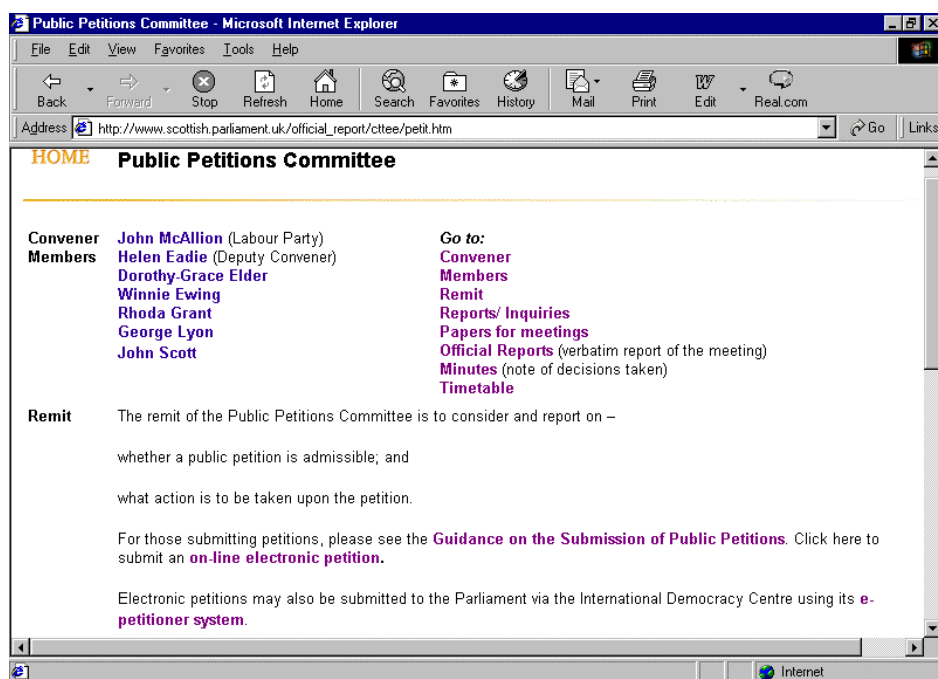 Public Petitions Committee - Microsoft Internet Explorer
File Edit View Favorites Tools Help
Back Forward Stop Refresh Home Search Favorites History Mail Print Edit Real.com
Address http://www.scottish.parliament.uk/official_report/cttee/petit.htm Go Links
HOME Public Petitions Committee
Convener John McAllion (Labour Party)
Members Helen Eadie (Deputy Convener)
Dorothy-Grace Elder
Winnie Ewing
Rhoda Grant
George Lyon
John Scott
Go to:
Convener
Members
Remit
Reports/ Inquiries
Papers for meetings
Official Reports (verbatim report of the meeting)
Minutes (note of decisions taken)
Timetable
Remit The remit of the Public Petitions Committee is to consider and report on –
whether a public petition is admissible; and
what action is to be taken upon the petition.
For those submitting petitions, please see the Guidance on the Submission of Public Petitions. Click here to
submit an on-line electronic petition.
Electronic petitions may also be submitted to the Parliament via the International Democracy Centre using its e-
petitioner system.
Internet